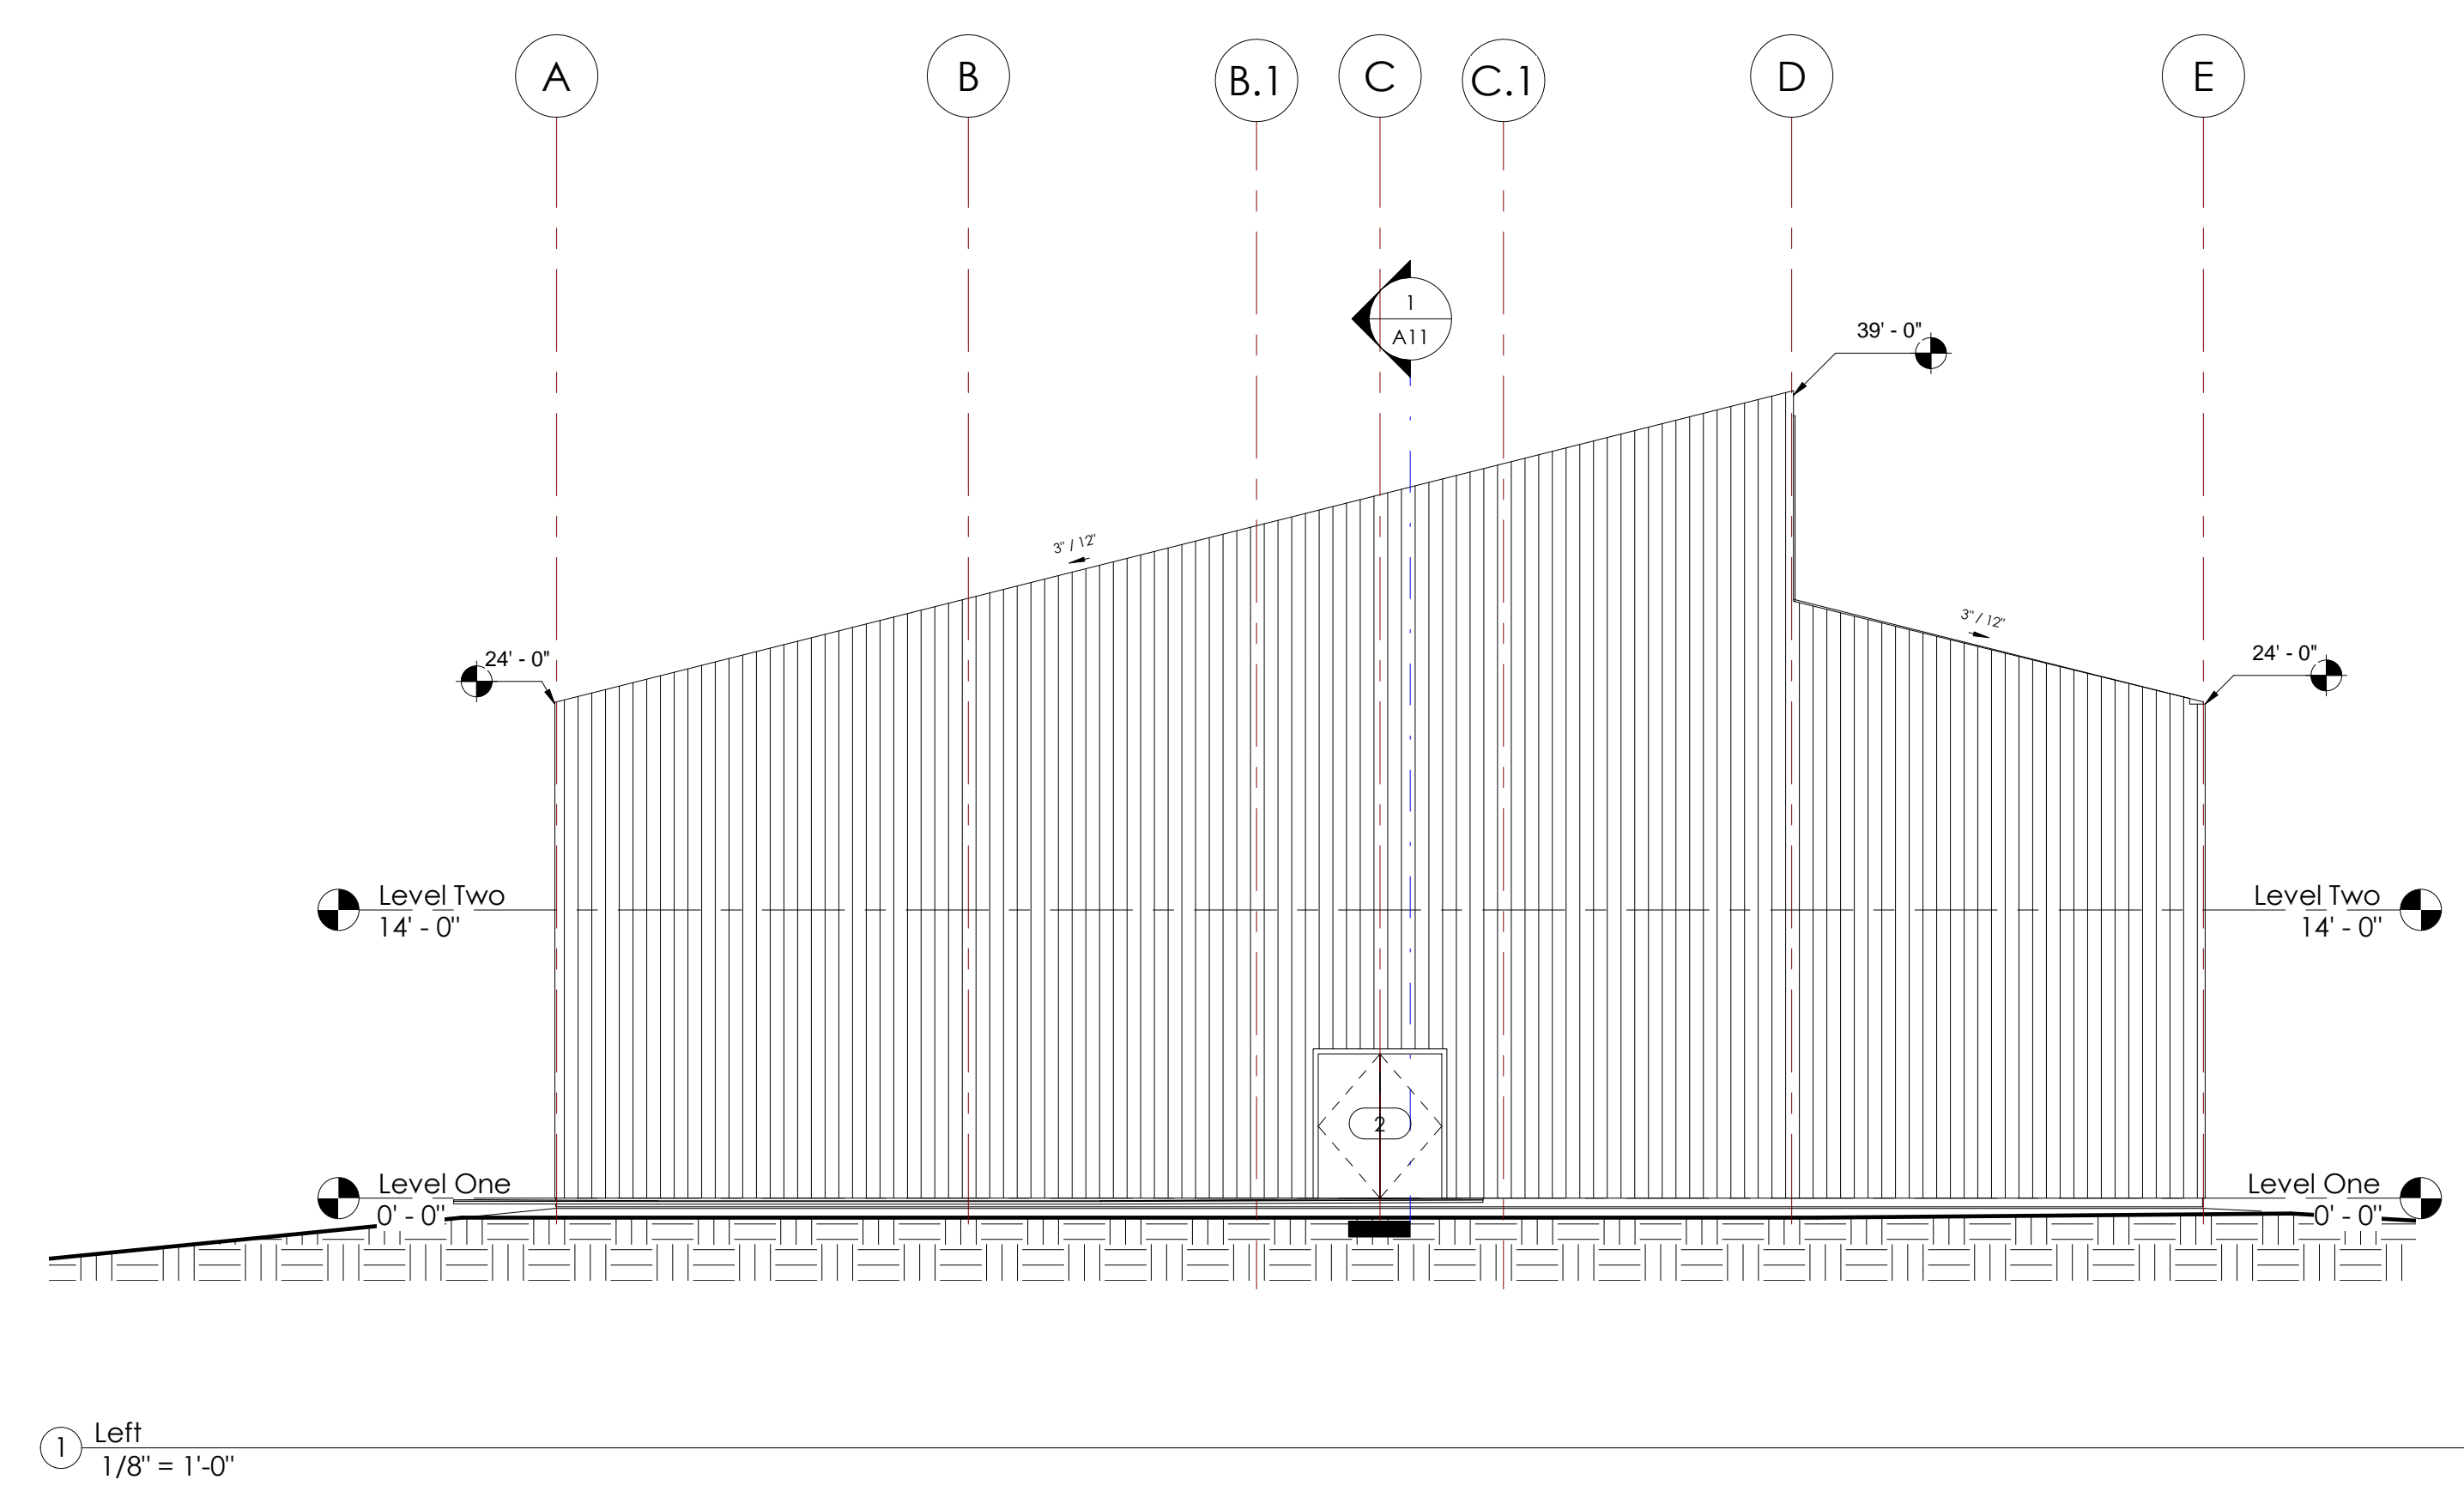 A
B
B.1
C
C.1
D
E
1
A11
39' - 0"
3" / 12"
3" / 12"
24' - 0"
24' - 0"
Level Two
14' - 0"
Level Two
14' - 0"
2
Level One
0' - 0"
Level One
0' - 0"
1
Left
1/8" = 1'-0"